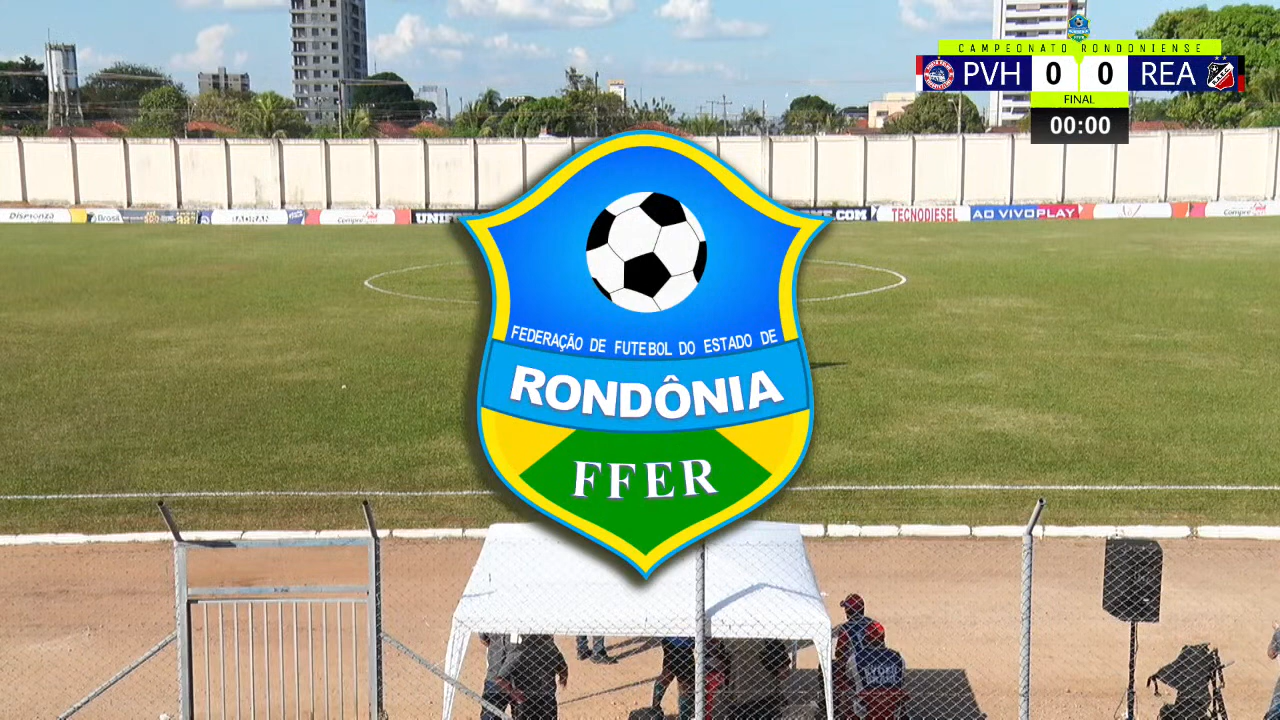 CAMPEONATO RONDONIENSE
PVH 0 0 REA
FINAL
00:00
BADRAN
TECNODIESEL
AO VIVO PLAY
FEDERAÇÃO DE FUTEBOL DO ESTADO DE
RONDÔNIA
FFER